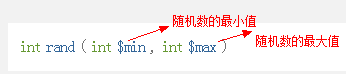 随机数的最小值
int rand ( int $min , int $max )
随机数的最大值